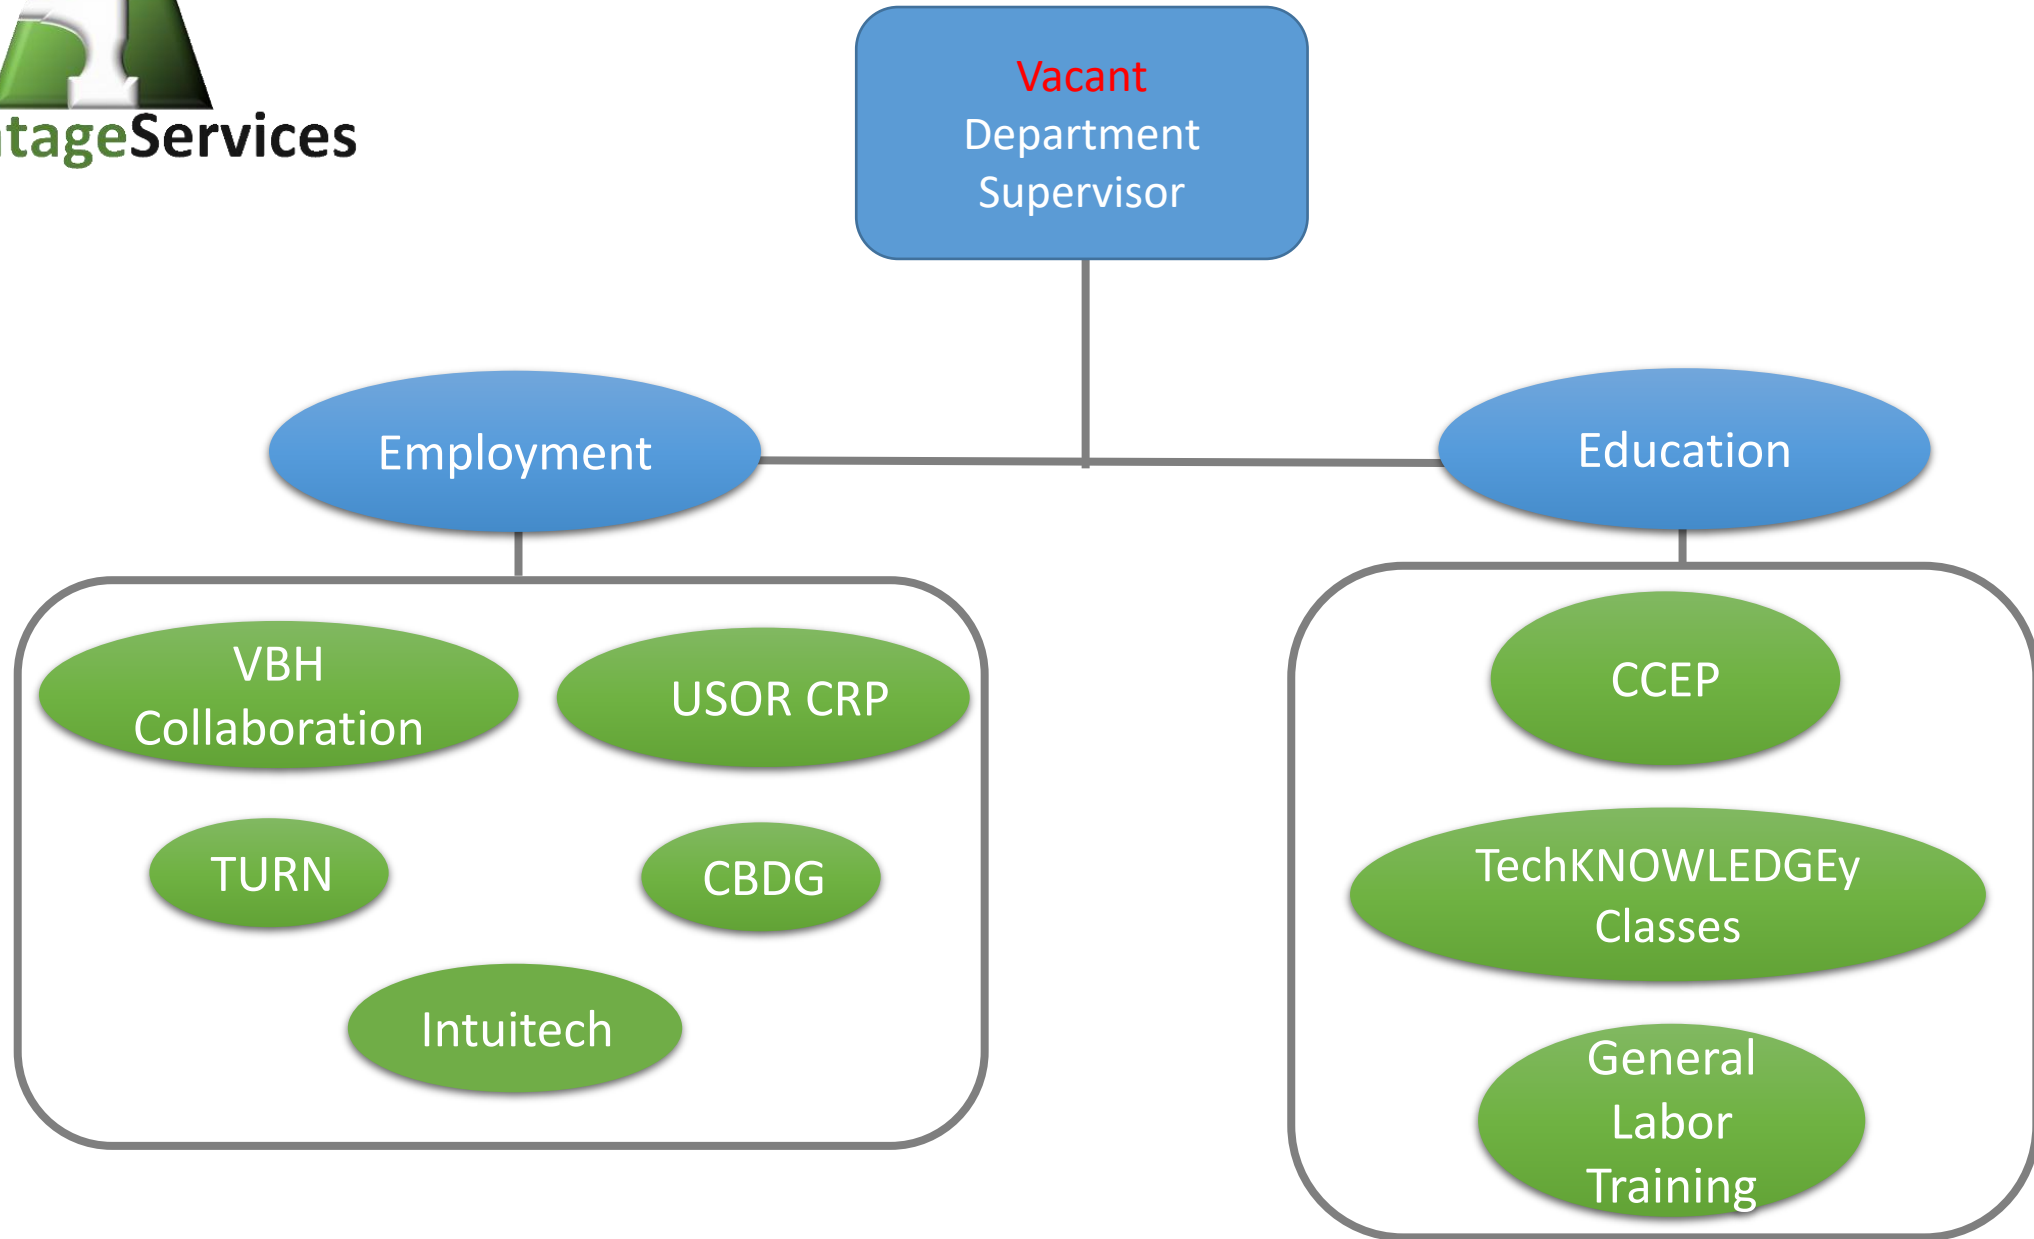 tageServices
Vacant
Department
Supervisor
Employment
Education
VBH
Collaboration
USOR CRP
TURN
CBDG
Intuitech
CCEP
TechKNOWLEDGEy
Classes
General
Labor
Training